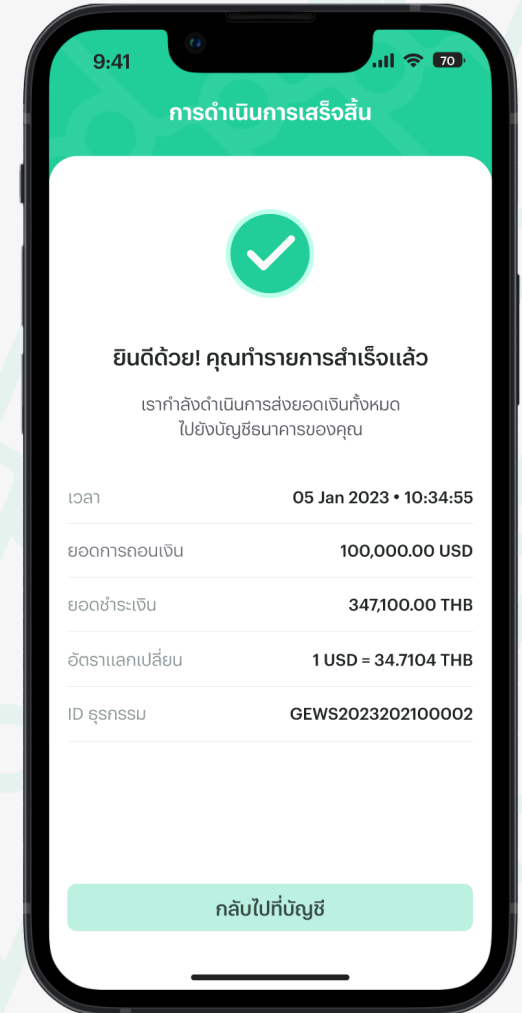 9:41
70
การดำเนินการเสร็จสิ้น
ยินดีด้วย! คุณทำรายการสำเร็จแล้ว
เรากำลังดำเนินการส่งยอดเงินทั้งหมด
ไปยังบัญชีธนาคารของคุณ
เวลา 05 Jan 2023 • 10:34:55
ยอดการถอนเงิน 100,000.00 USD
ยอดชำระเงิน 347,100.00 THB
อัตราแลกเปลี่ยน 1 USD = 34.7104 THB
ID ธุรกรรม GEWS2023202100002
กลับไปที่บัญชี